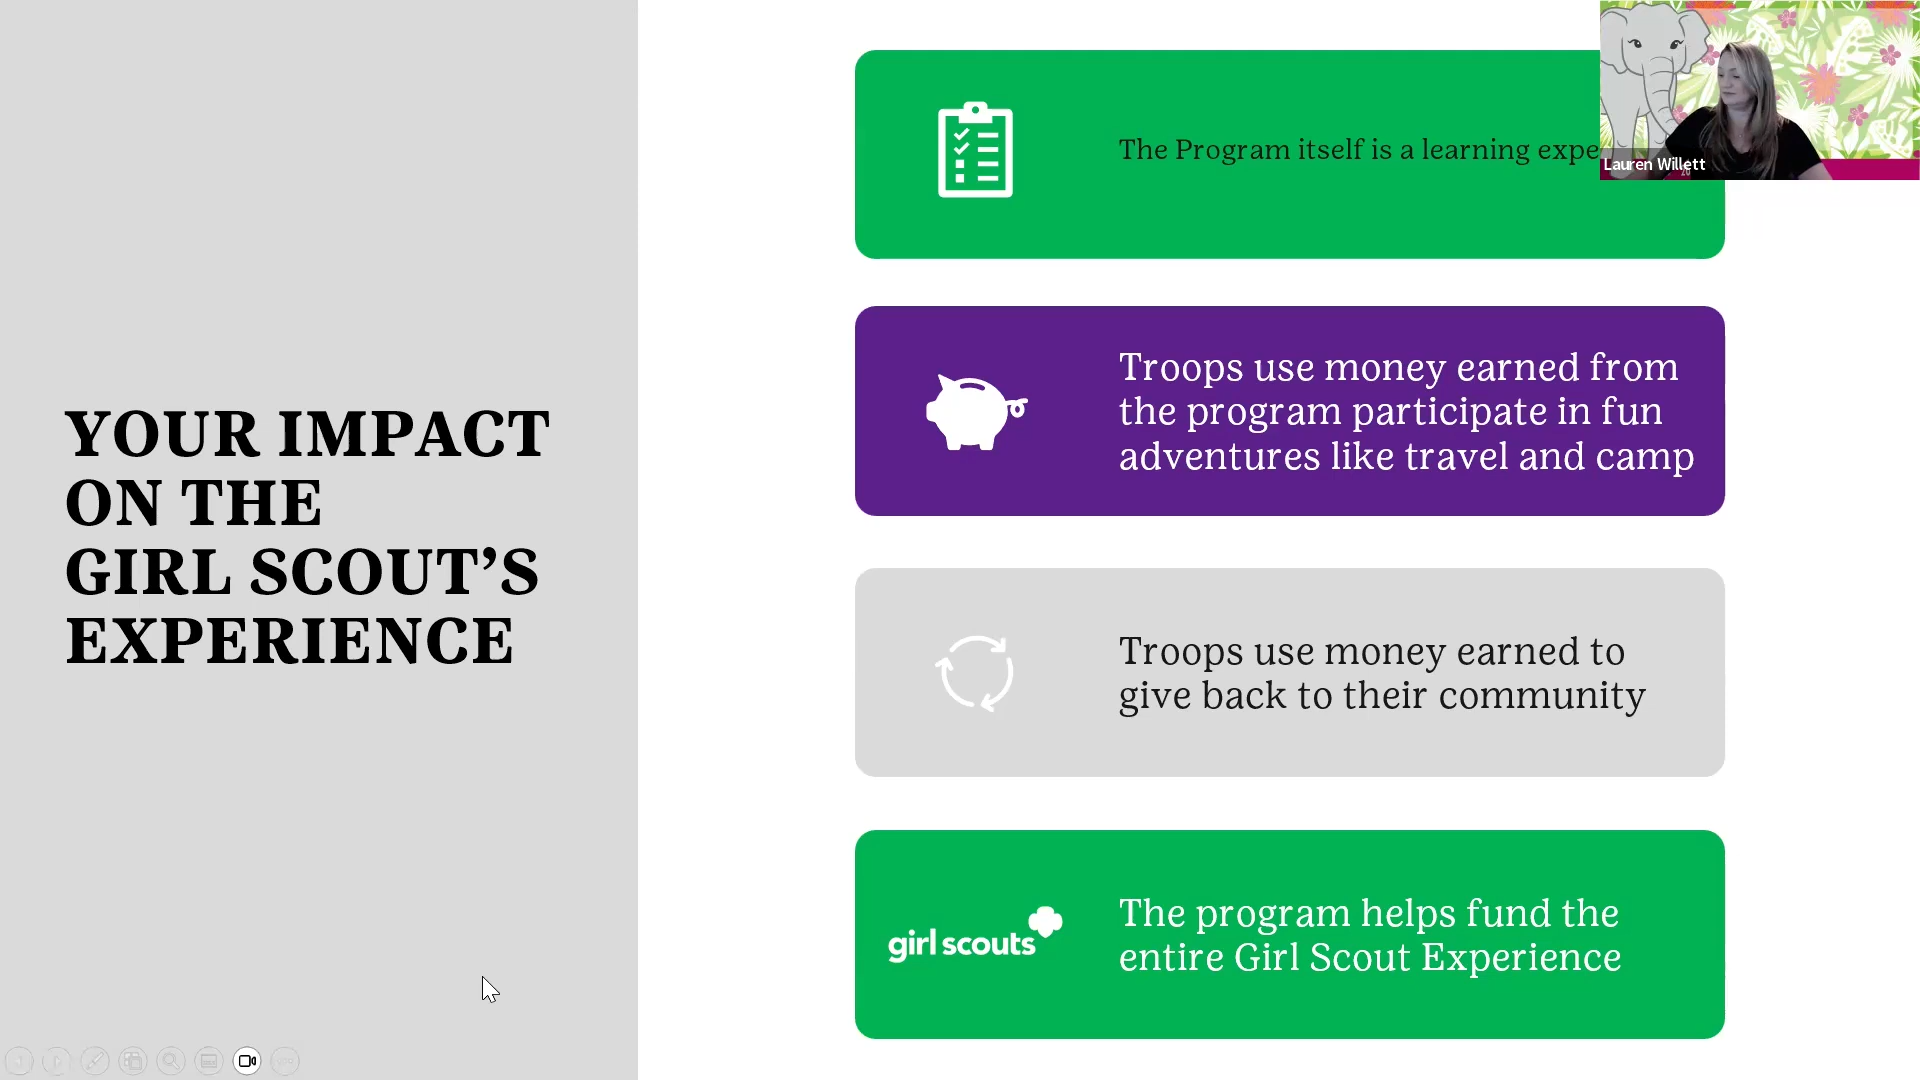 YOUR IMPACT
ON THE
GIRL SCOUT’S
EXPERIENCE
The Program itself is a learning expe
Lauren Willett
Troops use money earned from
the program participate in fun
adventures like travel and camp
Troops use money earned to
give back to their community
girl scouts
The program helps fund the
entire Girl Scout Experience